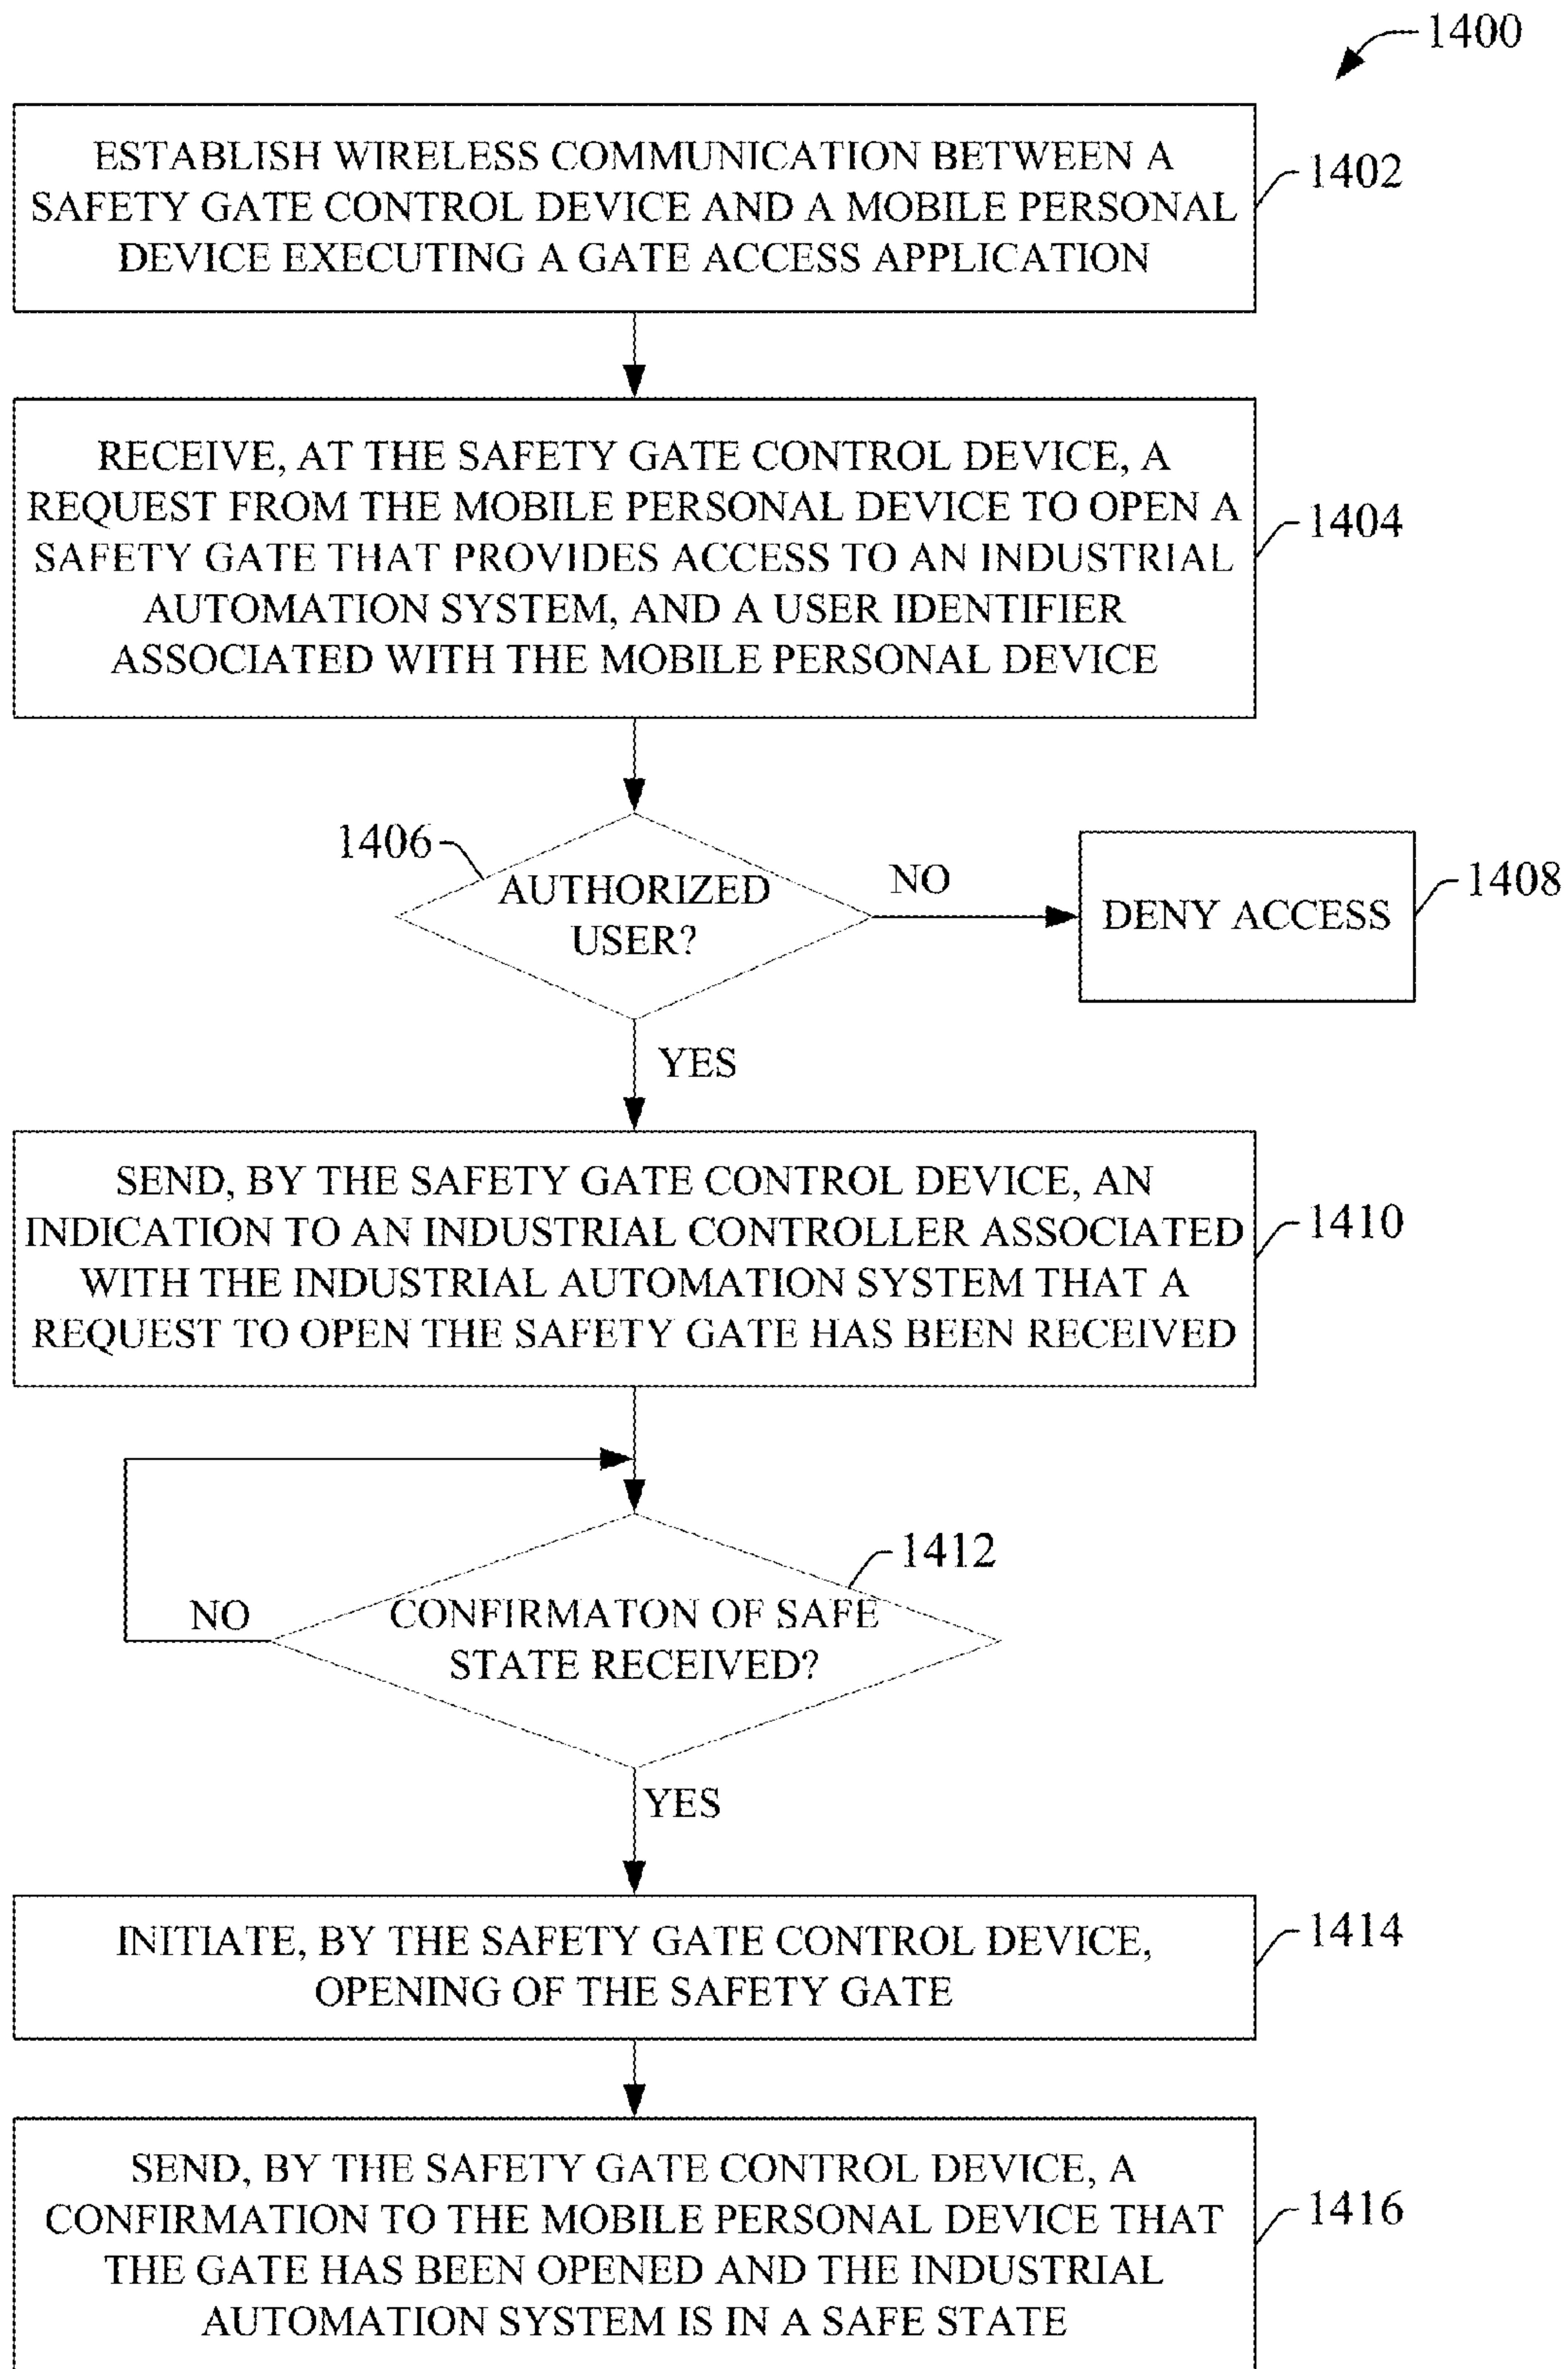 1400
ESTABLISH WIRELESS COMMUNICATION BETWEEN A
SAFETY GATE CONTROL DEVICE AND A MOBILE PERSONAL
DEVICE EXECUTING A GATE ACCESS APPLICATION
1402
RECEIVE, AT THE SAFETY GATE CONTROL DEVICE, A
REQUEST FROM THE MOBILE PERSONAL DEVICE TO OPEN A
SAFETY GATE THAT PROVIDES ACCESS TO AN INDUSTRIAL
AUTOMATION SYSTEM, AND A USER IDENTIFIER
ASSOCIATED WITH THE MOBILE PERSONAL DEVICE
1404
1406
AUTHORIZED
USER?
NO
DENY ACCESS
1408
YES
SEND, BY THE SAFETY GATE CONTROL DEVICE, AN
INDICATION TO AN INDUSTRIAL CONTROLLER ASSOCIATED
WITH THE INDUSTRIAL AUTOMATION SYSTEM THAT A
REQUEST TO OPEN THE SAFETY GATE HAS BEEN RECEIVED
1410
1412
NO
CONFIRMATON OF SAFE
STATE RECEIVED?
YES
INITIATE, BY THE SAFETY GATE CONTROL DEVICE,
OPENING OF THE SAFETY GATE
1414
SEND, BY THE SAFETY GATE CONTROL DEVICE, A
CONFIRMATION TO THE MOBILE PERSONAL DEVICE THAT
THE GATE HAS BEEN OPENED AND THE INDUSTRIAL
AUTOMATION SYSTEM IS IN A SAFE STATE
1416